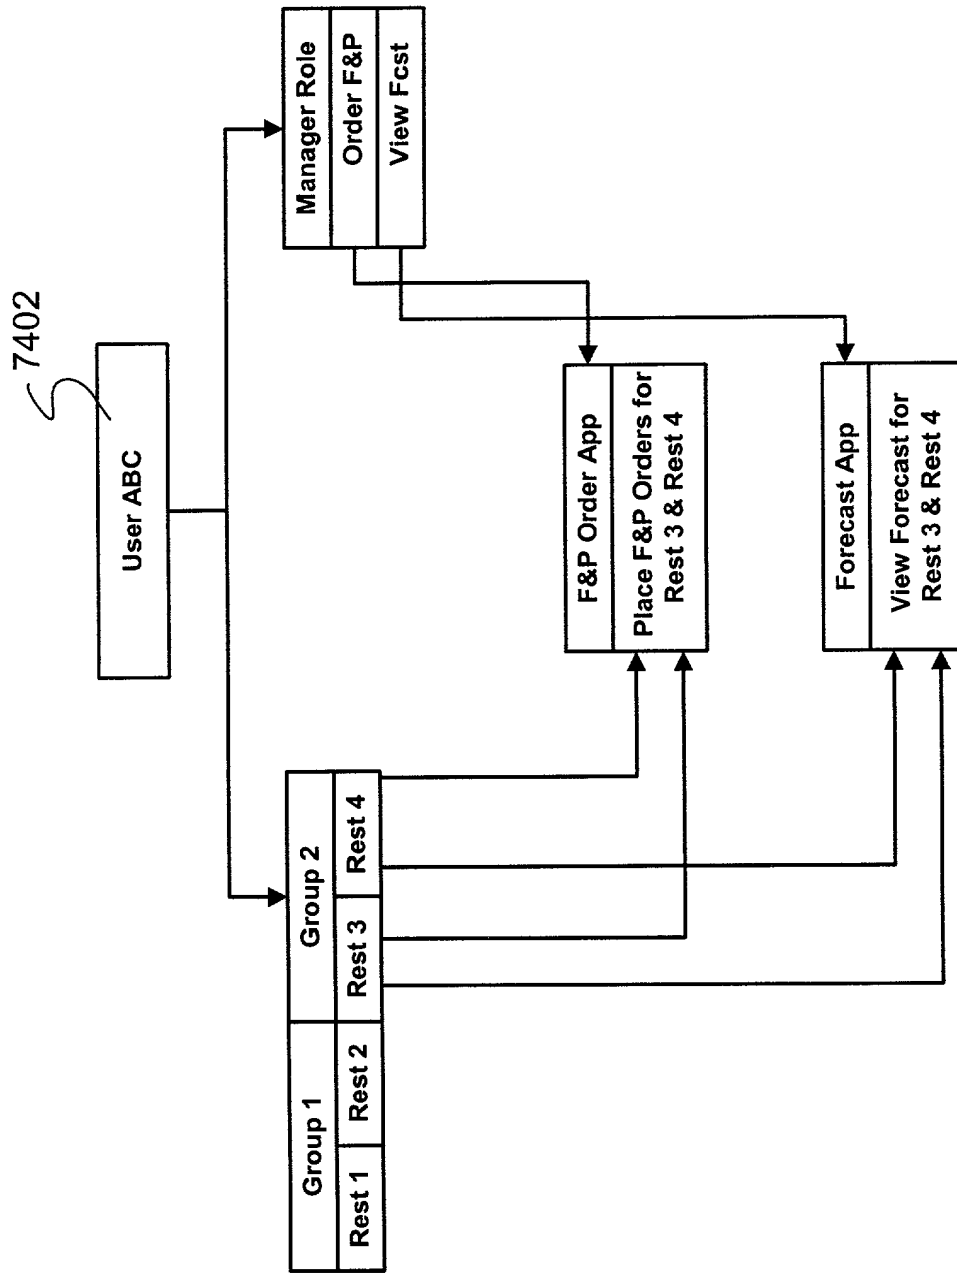 7402
User ABC
Group 1
Group 2
Rest 1
Rest 2
Rest 3
Rest 4
Manager Role
Order F&P
View Fcst
F&P Order App
Place F&P Orders for
Rest 3 & Rest 4
Forecast App
View Forecast for
Rest 3 & Rest 4